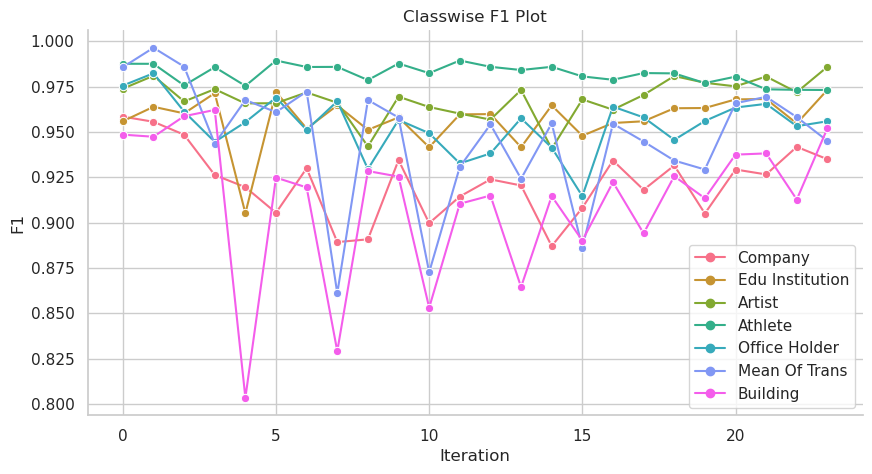 Classwise F1 Plot
1.000
0.975
0.950
0.925
0.900
0.875
0.850
0.825
0.800
F1
0
5
10
15
20
Iteration
Company
Edu Institution
Artist
Athlete
Office Holder
Mean Of Trans
Building